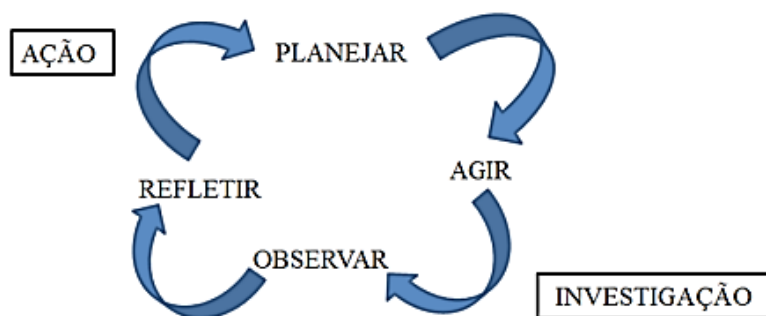 AÇÃO
PLANEJAR
AGIR
REFLETIR
OBSERVAR
INVESTIGAÇÃO